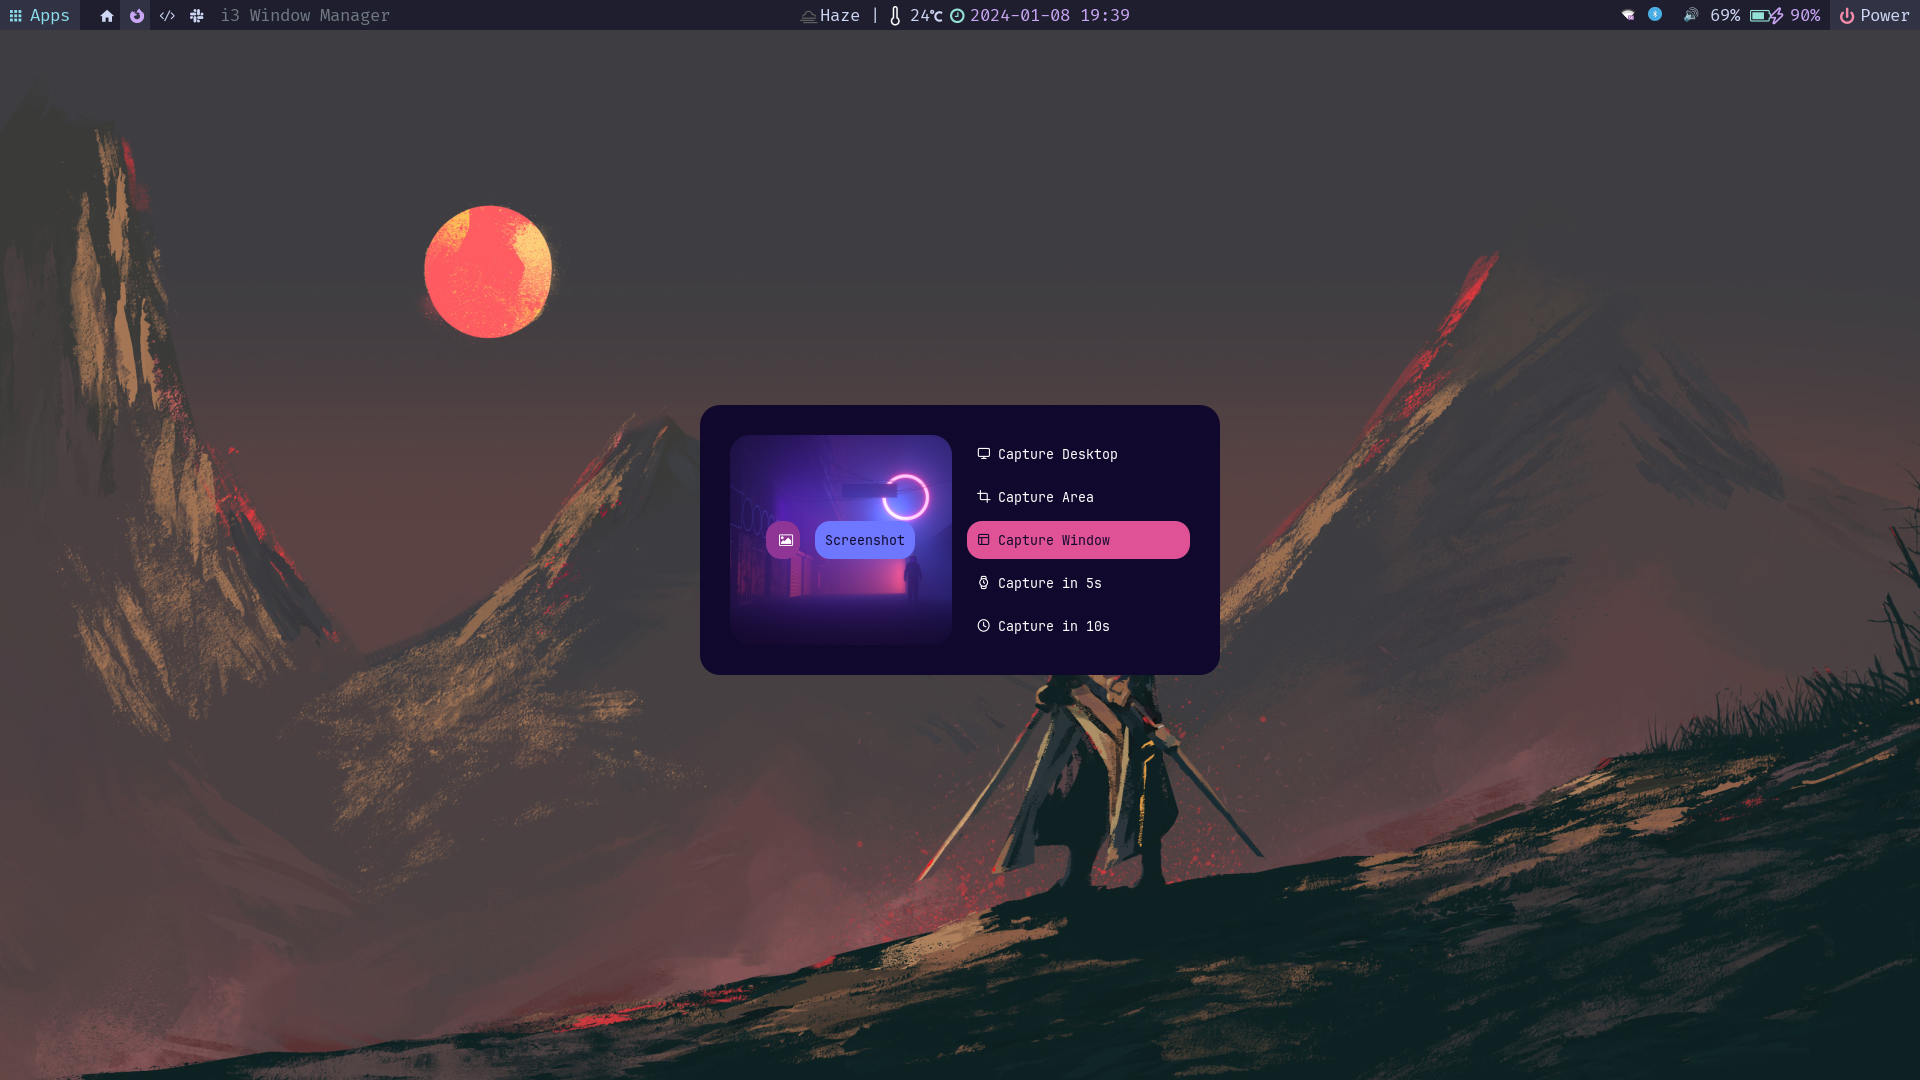 Apps i3 Window Manager Haze | 24℃ 2024-01-08 19:39 69% 90% Power
Screenshot
Capture Desktop
Capture Area
Capture Window
Capture in 5s
Capture in 10s